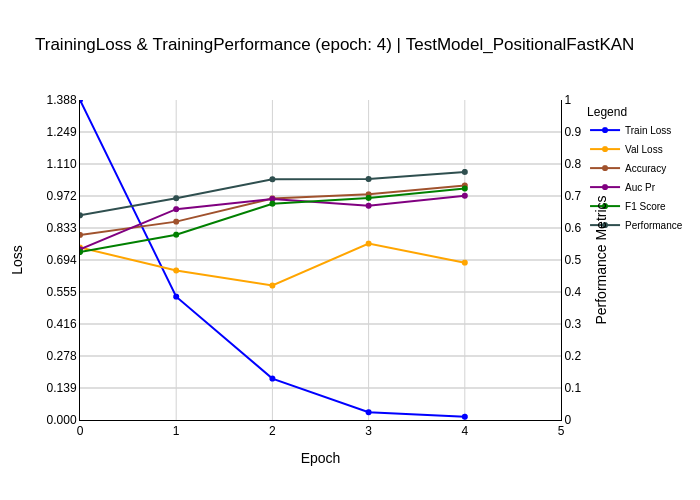 TrainingLoss & TrainingPerformance (epoch: 4) | TestModel_PositionalFastKAN
1.388
1.249
1.110
0.972
0.833
0.694
0.555
0.416
0.278
0.139
0.000
Loss
0 1 2 3 4 5
Epoch
1
0.9
0.8
0.7
0.6
0.5
0.4
0.3
0.2
0.1
0
Performance Metrics
Legend
Train Loss
Val Loss
Accuracy
Auc Pr
F1 Score
Performance